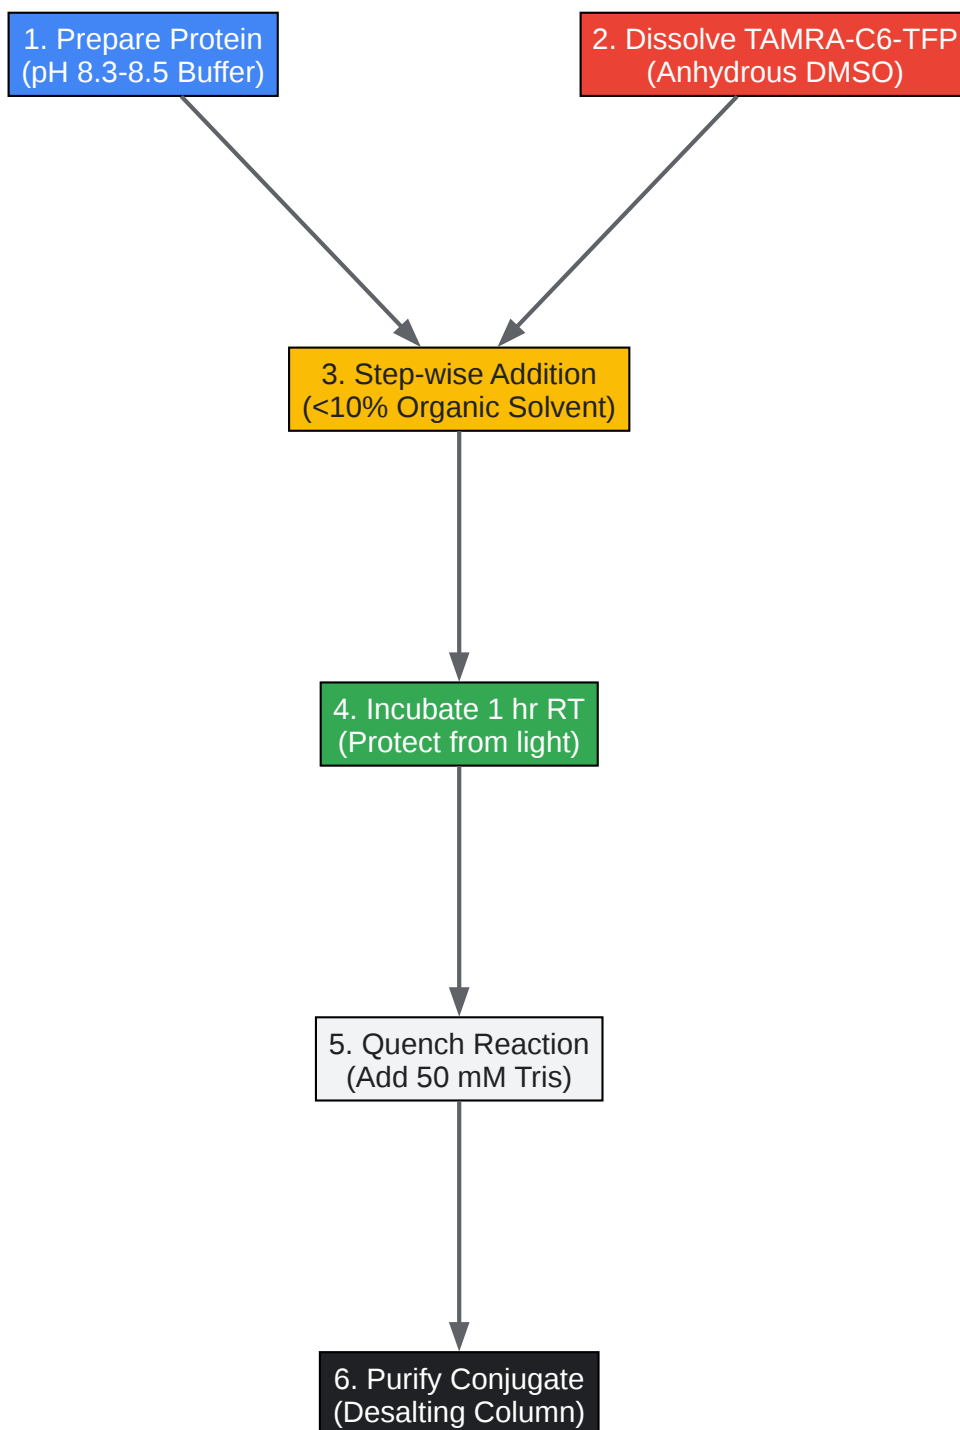 1. Prepare Protein
(pH 8.3-8.5 Buffer)
2. Dissolve TAMRA-C6-TFP
(Anhydrous DMSO)
3. Step-wise Addition
(<10% Organic Solvent)
4. Incubate 1 hr RT
(Protect from light)
5. Quench Reaction
(Add 50 mM Tris)
6. Purify Conjugate
(Desalting Column)